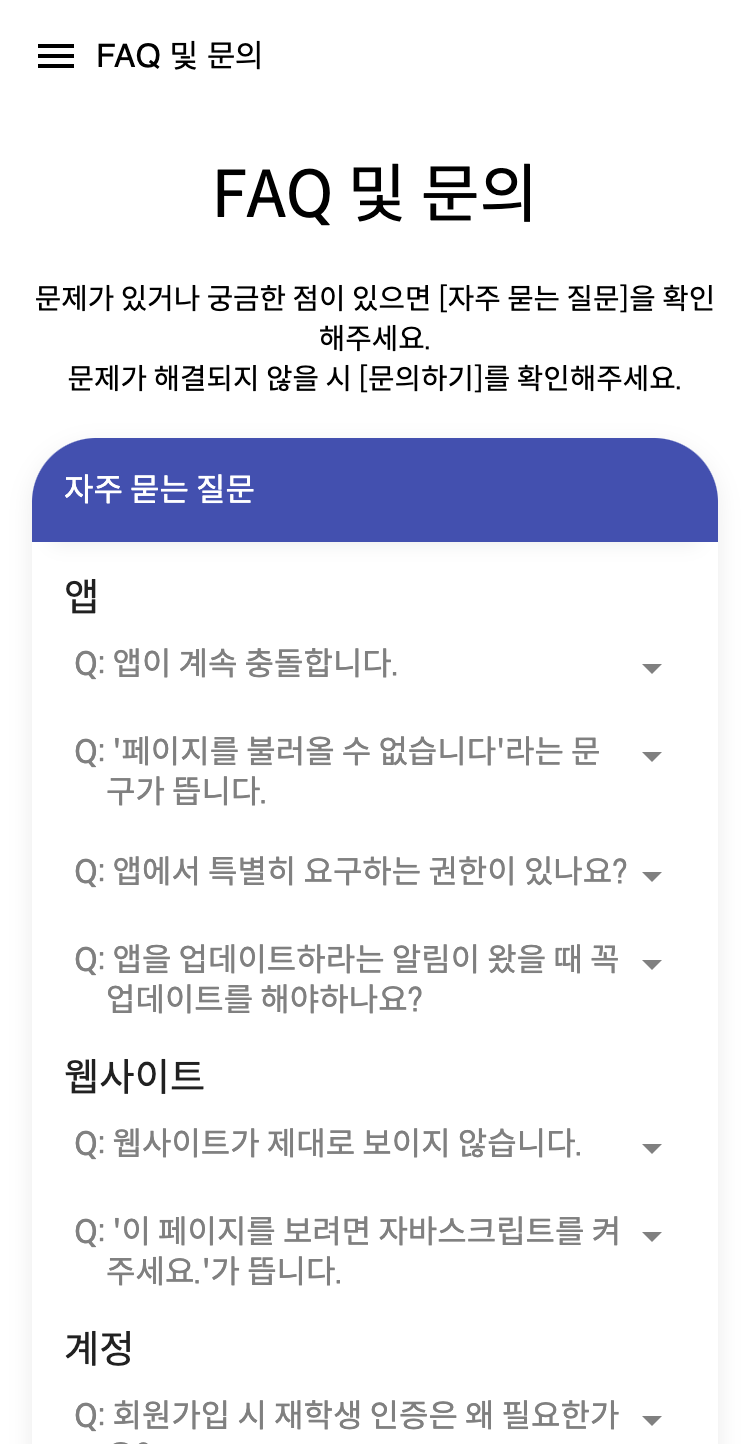 FAQ 및 문의
FAQ 및 문의
문제가 있거나 궁금한 점이 있으면 [자주 묻는 질문]을 확인
해주세요.
문제가 해결되지 않을 시 [문의하기]를 확인해주세요.
자주 묻는 질문
앱
Q: 앱이 계속 충돌합니다.
Q: '페이지를 불러올 수 없습니다'라는 문
구가 뜹니다.
Q: 앱에서 특별히 요구하는 권한이 있나요?
Q: 앱을 업데이트하라는 알림이 왔을 때 꼭
업데이트를 해야하나요?
웹사이트
Q: 웹사이트가 제대로 보이지 않습니다.
Q: '이 페이지를 보려면 자바스크립트를 켜
주세요.'가 뜹니다.
계정
Q: 회원가입 시 재학생 인증은 왜 필요한가